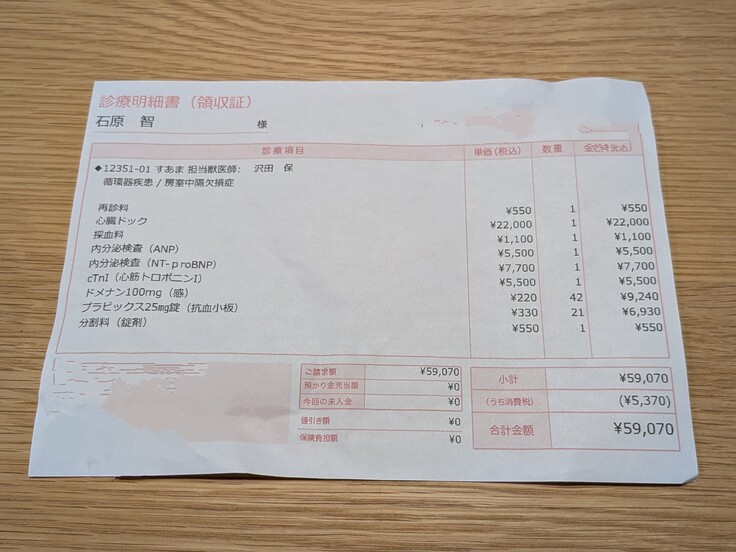 診療明細書（領収証）
石原　智　様
診療項目　単価（税込）　数量　金
◆12351-01 すあま 担当獣医師:　沢田　保
循環器疾患 / 房室中隔欠損症
再診料　¥550　1　¥550
心臓ドック　¥22,000　1　¥22,000
採血料　¥1,100　1　¥1,100
内分泌検査（ANP）　¥5,500　1　¥5,500
内分泌検査（NT-ｐroBNP）　¥7,700　1　¥7,700
cTnI（心筋トロポニンI）　¥5,500　1　¥5,500
ドメナン100mg（感）　¥220　42　¥9,240
プラビックス25mg錠（抗血小板）　¥330　21　¥6,930
分割料（錠剤）　¥550　1　¥550
ご請求額　¥59,070
預かり金充当額　¥0
今回の未入金　¥0
値引き額　¥0
保険負担額　¥0
小計　¥59,070
（うち消費税）　(¥5,370)
合計金額　¥59,070